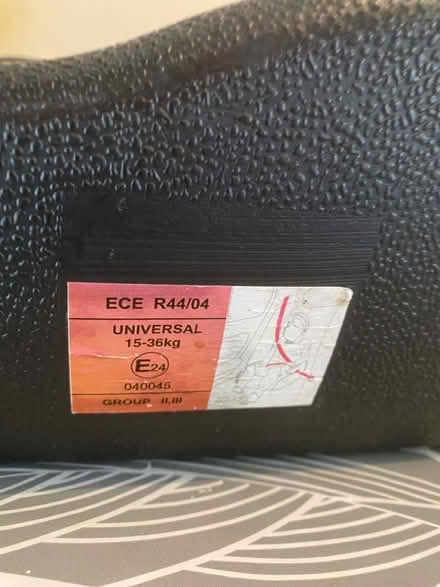 ECE R44/04
UNIVERSAL
15-36kg
E24
040045
GROUP II,III